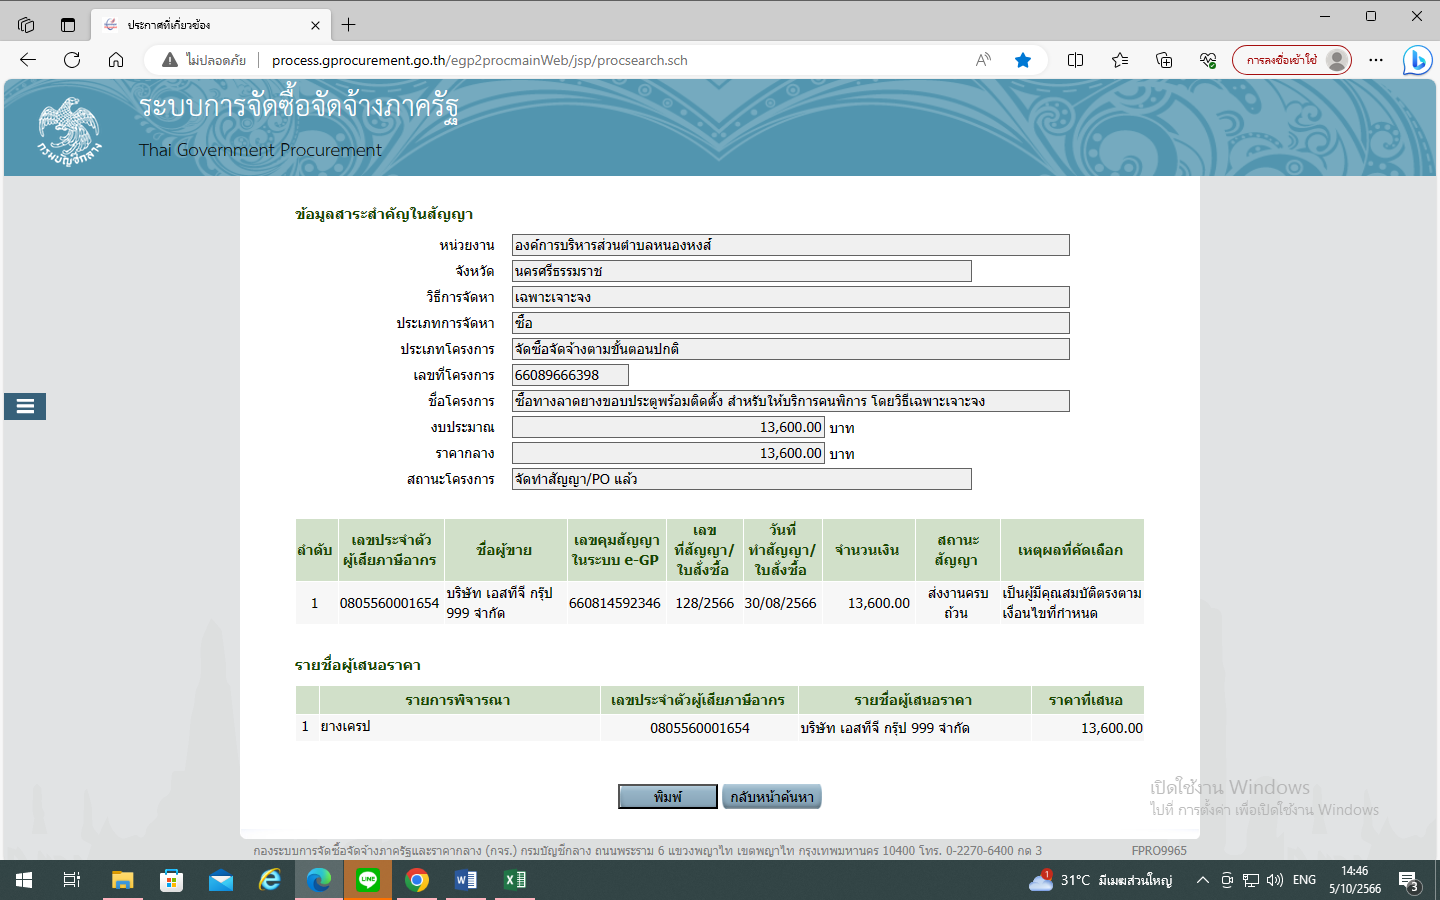 ประกาศที่เกี่ยวข้อง
ไม่ปลอดภัย
process.gprocurement.go.th/egp2procmainWeb/jsp/procsearch.sch
การลงชื่อเข้าใช้
ระบบการจัดซื้อจัดจ้างภาครัฐ
Thai Government Procurement
กรมบัญชีกลาง
ข้อมูลสาระสำคัญในสัญญา
หน่วยงาน องค์การบริหารส่วนตำบลหนองหงส์
จังหวัด นครศรีธรรมราช
วิธีการจัดหา เฉพาะเจาะจง
ประเภทการจัดหา ซื้อ
ประเภทโครงการ จัดซื้อจัดจ้างตามขั้นตอนปกติ
เลขที่โครงการ 66089666398
ชื่อโครงการ ซื้อทางลาดยางขอบประตูพร้อมติดตั้ง สำหรับให้บริการคนพิการ โดยวิธีเฉพาะเจาะจง
งบประมาณ 13,600.00 บาท
ราคากลาง 13,600.00 บาท
สถานะโครงการ จัดทำสัญญา/PO แล้ว
ลำดับ เลขประจำตัวผู้เสียภาษีอากร ชื่อผู้ขาย เลขคุมสัญญาในระบบ e-GP เลขที่สัญญา/ใบสั่งซื้อ วันที่ทำสัญญา/ใบสั่งซื้อ จำนวนเงิน สถานะสัญญา เหตุผลที่คัดเลือก
1 0805560001654 บริษัท เอสทีจี กรุ๊ป 999 จำกัด 660814592346 128/2566 30/08/2566 13,600.00 ส่งงานครบถ้วน เป็นผู้มีคุณสมบัติตรงตามเงื่อนไขที่กำหนด
รายชื่อผู้เสนอราคา
รายการพิจารณา เลขประจำตัวผู้เสียภาษีอากร รายชื่อผู้เสนอราคา ราคาที่เสนอ
1 ยางเครป 0805560001654 บริษัท เอสทีจี กรุ๊ป 999 จำกัด 13,600.00
พิมพ์ กลับหน้าค้นหา
เปิดใช้งาน Windows
ไปที่ การตั้งค่า เพื่อเปิดใช้งาน Windows
กองระบบการจัดซื้อจัดจ้างภาครัฐและราคากลาง (กจร.) กรมบัญชีกลาง ถนนพระราม 6 แขวงพญาไท เขตพญาไท กรุงเทพมหานคร 10400 โทร. 0-2270-6400 กด 3 FPRO9965
1 31°C มีเมฆส่วนใหญ่ ENG 14:46
5/10/2566
3